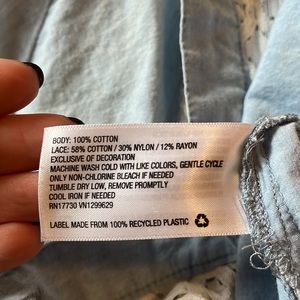 BODY: 100% COTTON
LACE: 58% COTTON / 30% NYLON / 12% RAYON
EXCLUSIVE OF DECORATION
MACHINE WASH COLD WITH LIKE COLORS, GENTLE CYCLE
ONLY NON-CHLORINE BLEACH IF NEEDED
TUMBLE DRY LOW, REMOVE PROMPTLY
COOL IRON IF NEEDED
RN17730 VN1299629
LABEL MADE FROM 100% RECYCLED PLASTIC